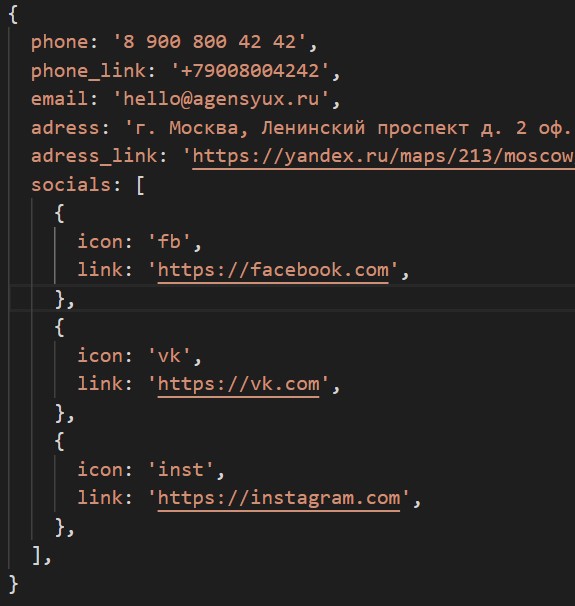 {
phone: '8 900 800 42 42',
phone_link: '+79008004242',
email: 'hello@agensyux.ru',
adress: 'г. Москва, Ленинский проспект д. 2 оф.
adress_link: 'https://yandex.ru/maps/213/moscow
socials: [
{
icon: 'fb',
link: 'https://facebook.com',
},
{
icon: 'vk',
link: 'https://vk.com',
},
{
icon: 'inst',
link: 'https://instagram.com',
},
],
}